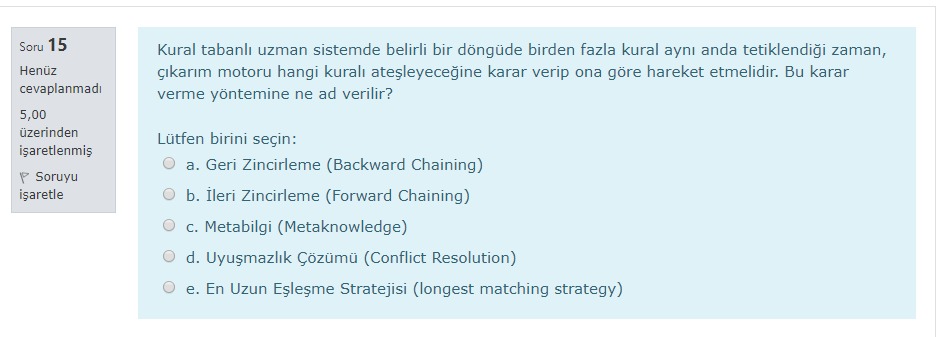 Soru 15
Henüz
cevaplanmadı
5,00
üzerinden
işaretlenmiş
Soruyu
işaretle
Kural tabanlı uzman sistemde belirli bir döngüde birden fazla kural aynı anda tetiklendiği zaman,
çıkarım motoru hangi kuralı ateşleyeceğine karar verip ona göre hareket etmelidir. Bu karar
verme yöntemine ne ad verilir?
Lütfen birini seçin:
a. Geri Zincirleme (Backward Chaining)
b. İleri Zincirleme (Forward Chaining)
c. Metabilgi (Metaknowledge)
d. Uyuşmazlık Çözümü (Conflict Resolution)
e. En Uzun Eşleşme Stratejisi (longest matching strategy)